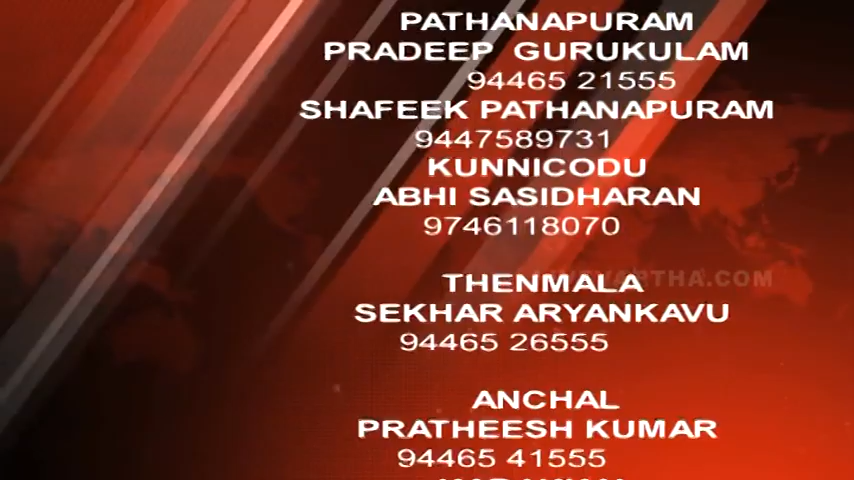 PATHANAPURAM
PRADEEP GURUKULAM
94465 21555
SHAFEEK PATHANAPURAM
9447589731
KUNNICODU
ABHI SASIDHARAN
9746118070
THENMALA
SEKHAR ARYANKAVU
94465 26555
ANCHAL
PRATHEESH KUMAR
94465 41555